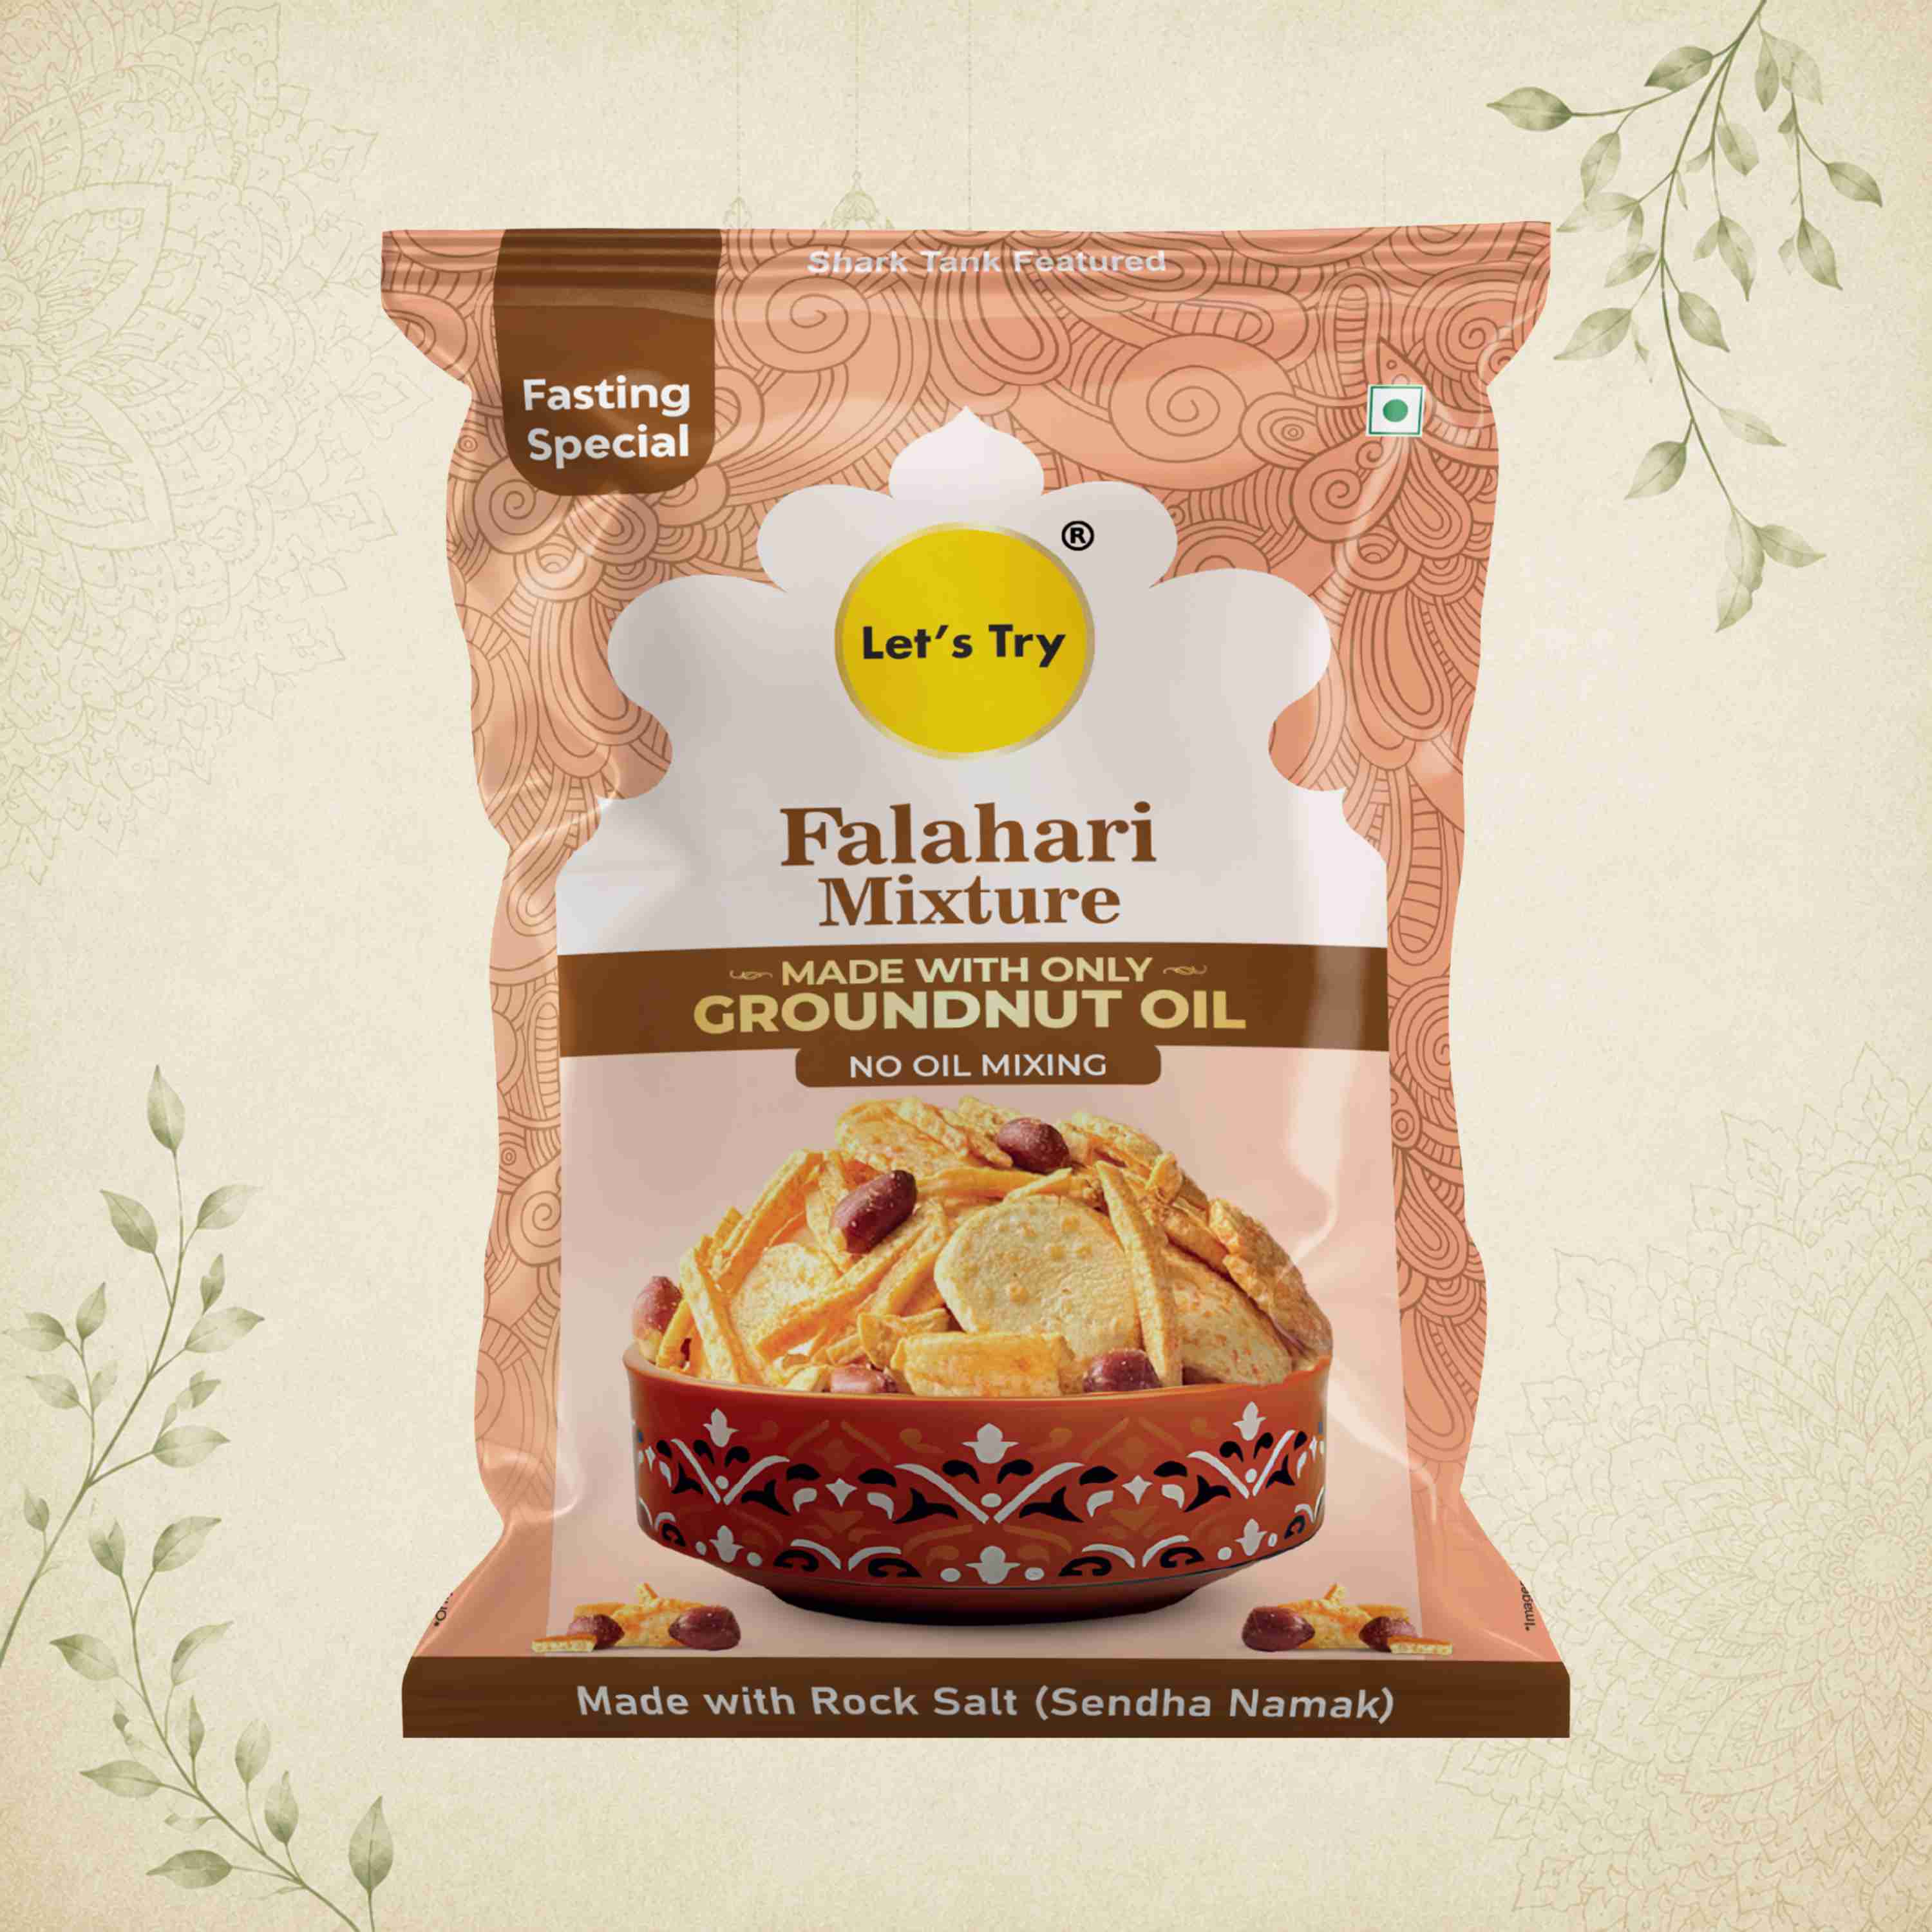 Shark Tank Featured
Fasting
Special
®
Let's Try
Falahari
Mixture
MADE WITH ONLY
GROUNDNUT OIL
NO OIL MIXING
Made with Rock Salt (Sendha Namak)